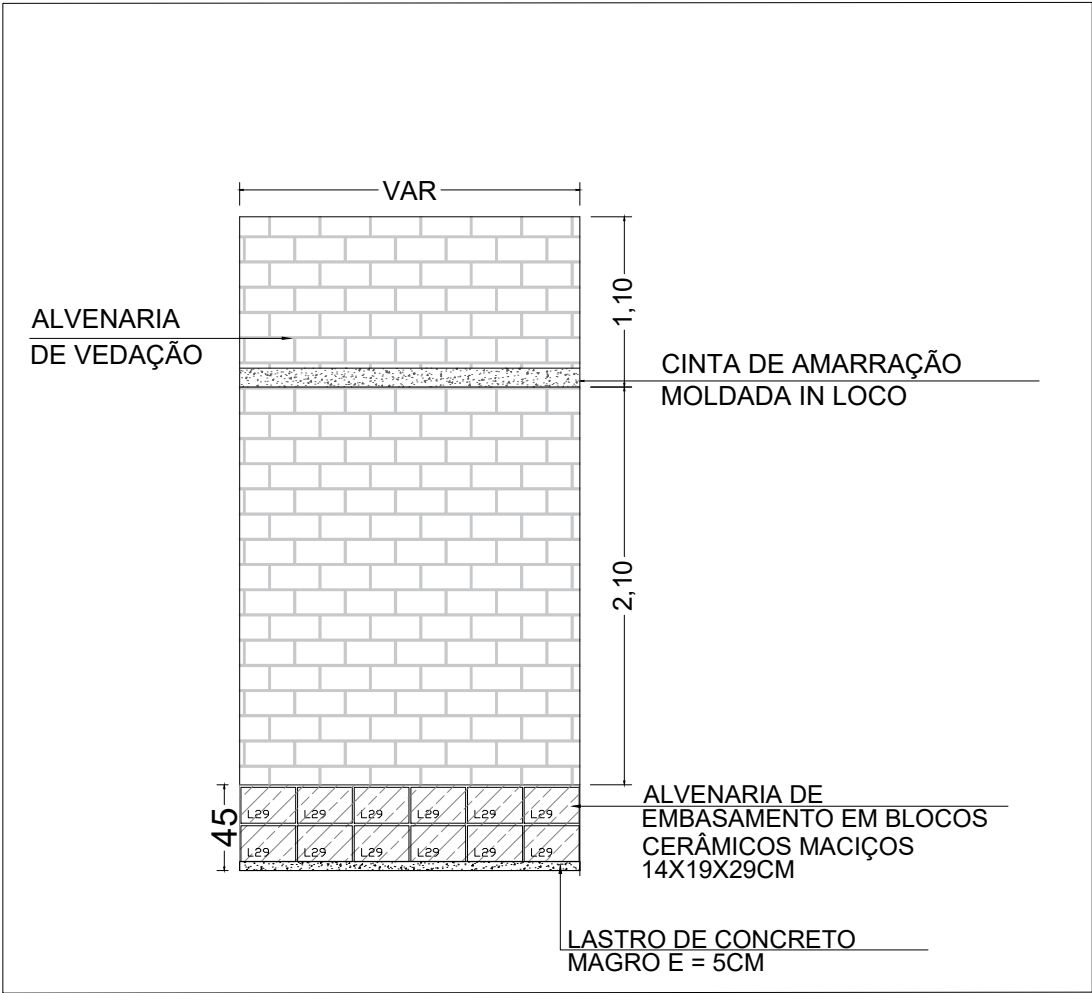 VAR
ALVENARIA
DE VEDAÇÃO
1,10
CINTA DE AMARRAÇÃO
MOLDADA IN LOCO
2,10
45
L29 L29 L29 L29 L29 L29
L29 L29 L29 L29 L29 L29
ALVENARIA DE
EMBASAMENTO EM BLOCOS
CERÂMICOS MACIÇOS
14X19X29CM
LASTRO DE CONCRETO
MAGRO E = 5CM